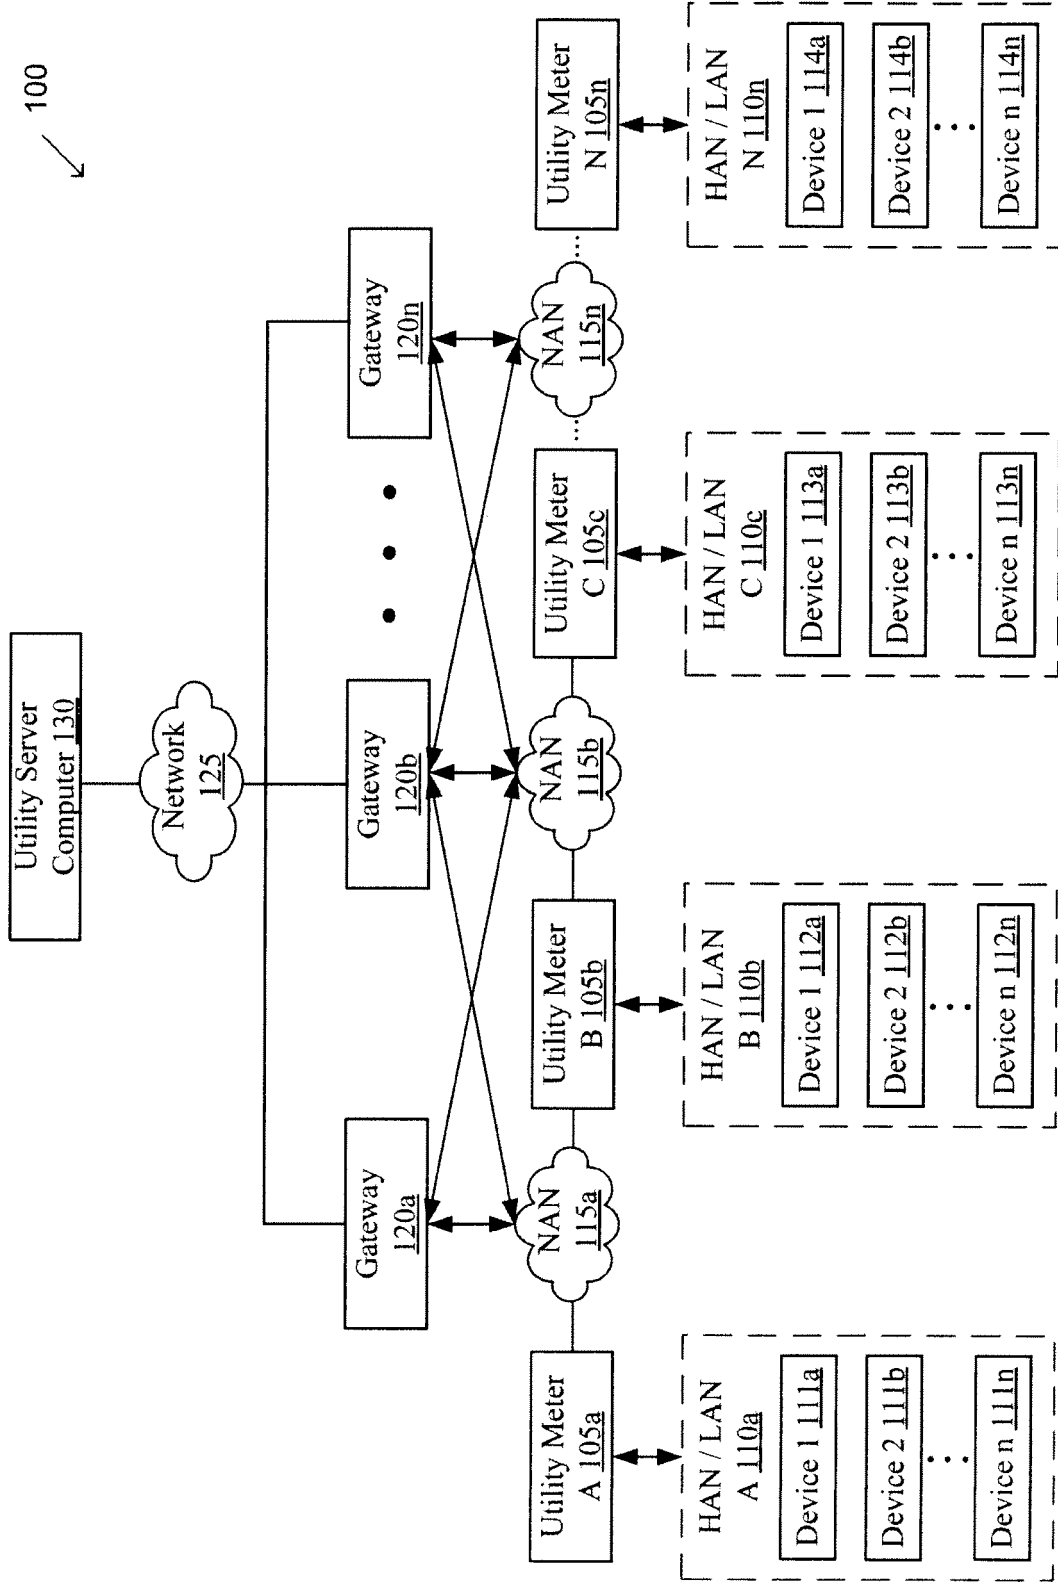 100
Utility Server
Computer 130
Network
125
Gateway
120a
Gateway
120b
Gateway
120n
NAN
115a
NAN
115b
NAN
115n
Utility Meter
A 105a
Utility Meter
B 105b
Utility Meter
C 105c
Utility Meter
N 105n
HAN / LAN
A 110a
Device 1 111a
Device 2 111b
Device n 111n
HAN / LAN
B 110b
Device 1 112a
Device 2 112b
Device n 112n
HAN / LAN
C 110c
Device 1 113a
Device 2 113b
Device n 113n
HAN / LAN
N 110n
Device 1 114a
Device 2 114b
Device n 114n